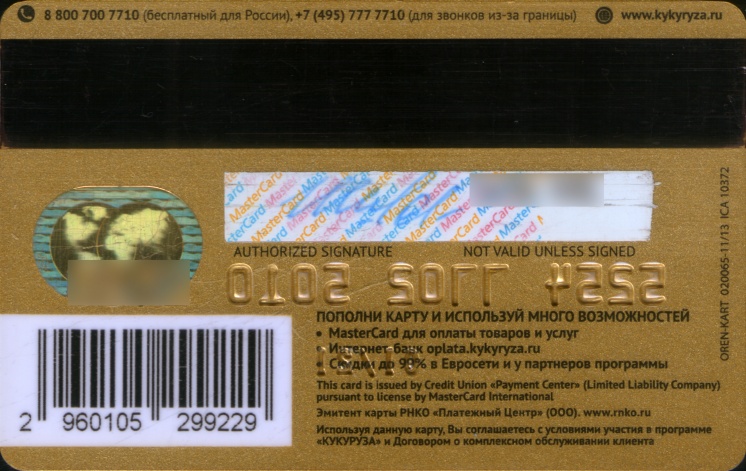 8 800 700 7710 (бесплатный для России), +7 (495) 777 7710 (для звонков из-за границы) www.kykyryza.ru
AUTHORIZED SIGNATURE NOT VALID UNLESS SIGNED
OREN-KART 020065-11/13 ICA 10372
ПОПОЛНИ КАРТУ И ИСПОЛЬЗУЙ МНОГО ВОЗМОЖНОСТЕЙ
• MasterCard для оплаты товаров и услуг
• Интернет-банк oplata.kykyryza.ru
• Скидки до 99% в Евросети и у партнеров программы
This card is issued by Credit Union «Payment Center» (Limited Liability Company)
pursuant to license by MasterCard International
Эмитент карты РНКО «Платежный Центр» (ООО). www.rnko.ru
Используя данную карту, Вы соглашаетесь с условиями участия в программе
«КУКУРУЗА» и Договором о комплексном обслуживании клиента
2 960105 299229